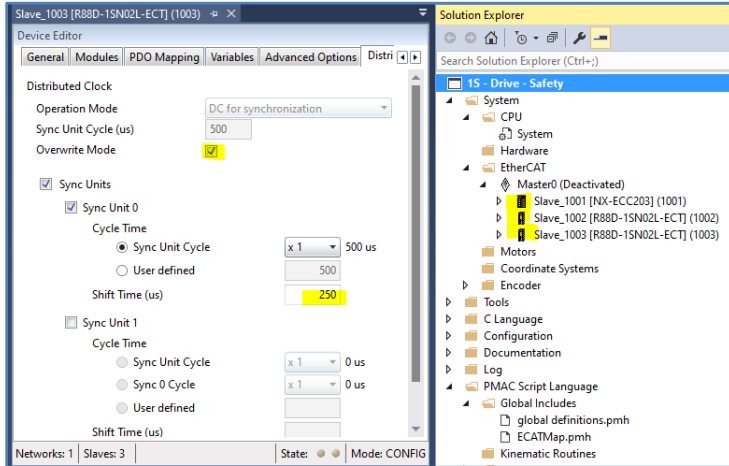 Slave_1003 [R88D-1SN02L-ECT] (1003)
Device Editor
General Modules PDO Mapping Variables Advanced Options Distri
Distributed Clock
Operation Mode DC for synchronization
Sync Unit Cycle (us) 500
Overwrite Mode
Sync Units
Sync Unit 0
Cycle Time
Sync Unit Cycle x 1 500 us
User defined 500
Shift Time (us) 250
Sync Unit 1
Cycle Time
Sync Unit Cycle x 1 0 us
Sync 0 Cycle x 1 0 us
User defined
Shift Time (us)
Networks: 1 Slaves: 3 State: Mode: CONFIG
Solution Explorer
Search Solution Explorer (Ctrl+;)
1S - Drive - Safety
System
CPU
System
Hardware
EtherCAT
Master0 (Deactivated)
Slave_1001 [NX-ECC203] (1001)
Slave_1002 [R88D-1SN02L-ECT] (1002)
Slave_1003 [R88D-1SN02L-ECT] (1003)
Motors
Coordinate Systems
Encoder
Tools
C Language
Configuration
Documentation
Log
PMAC Script Language
Global Includes
global definitions.pmh
ECATMap.pmh
Kinematic Routines